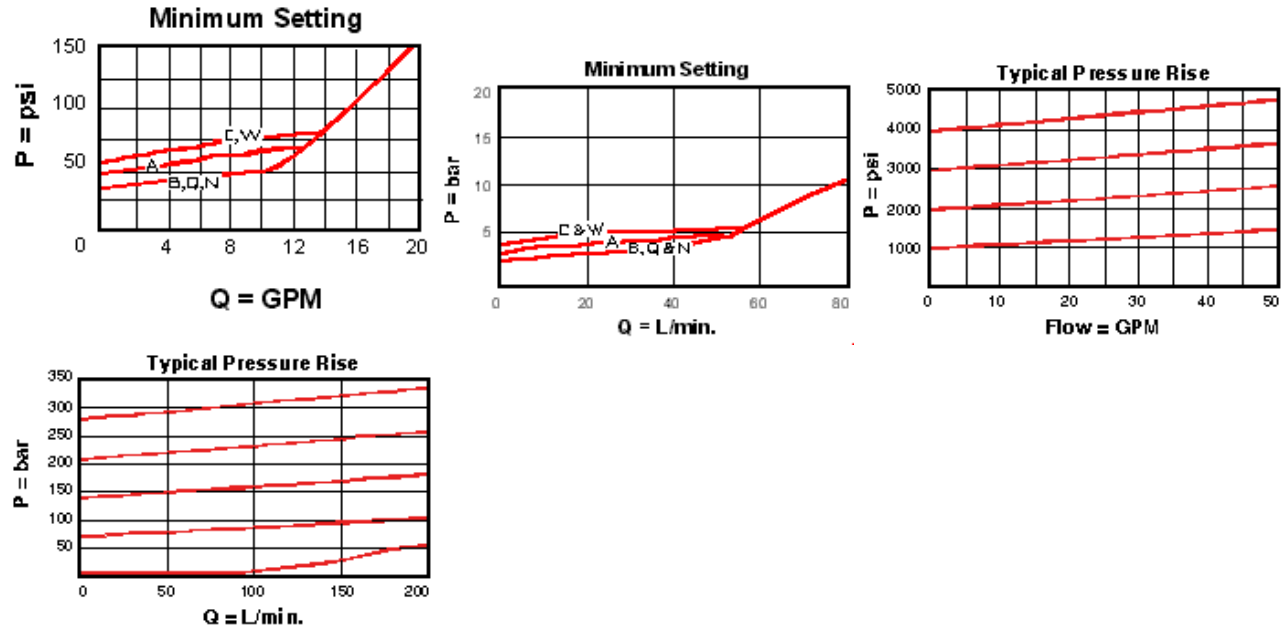 Minimum Setting
150
100
50
P = psi
C,W
A
B,Q,N
0 4 8 12 16 20
Q = GPM
Minimum Setting
20
15
10
5
P = bar
C & W
A
B, Q & N
20 40 60 80
Q = L/min.
Typical Pressure Rise
5000
4000
3000
2000
1000
P = psi
0 10 20 30 40 50
Flow = GPM
Typical Pressure Rise
350
300
250
200
150
100
50
P = bar
0 50 100 150 200
Q = L/min.